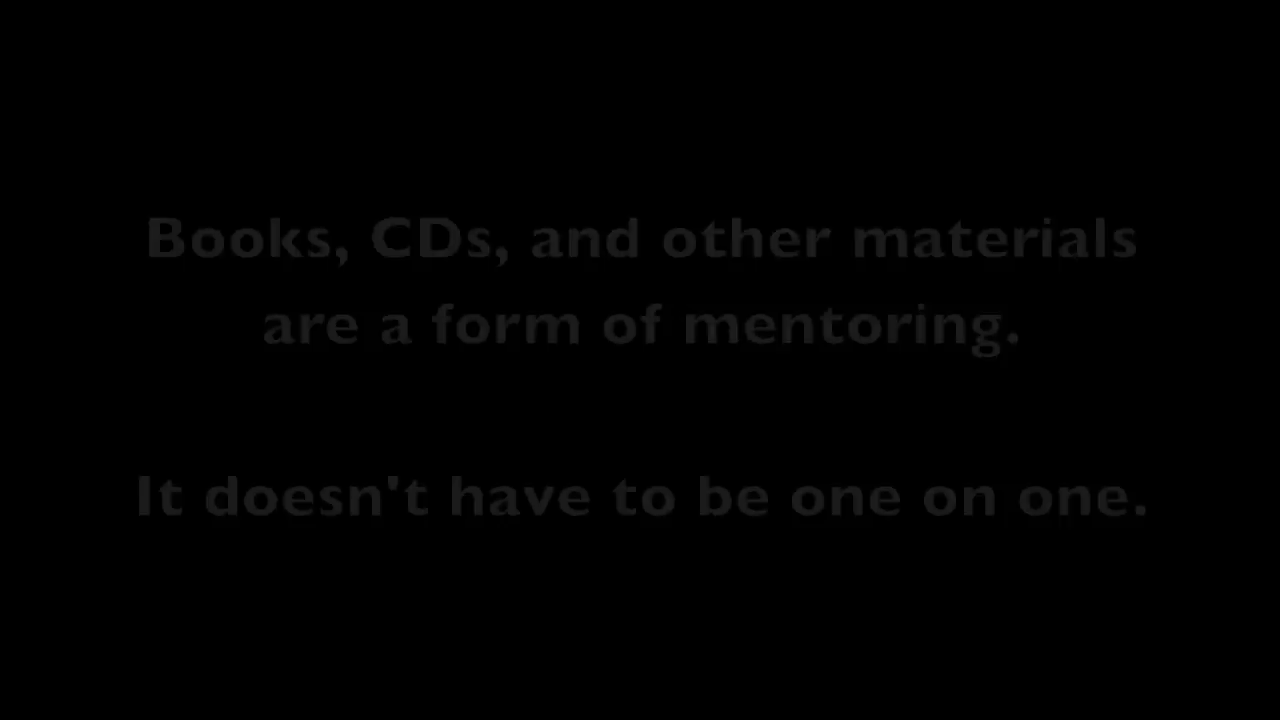 Books, CDs, and other materials
are a form of mentoring.
It doesn't have to be one on one.